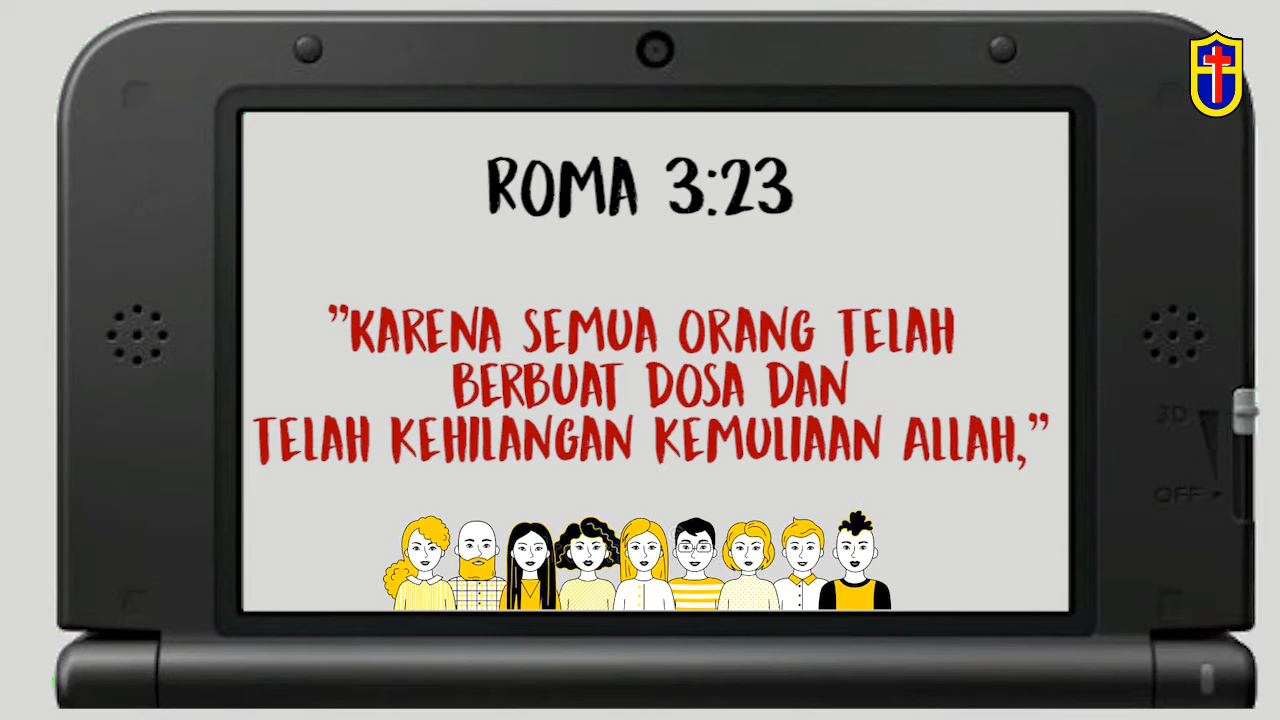 ROMA 3:23
"KARENA SEMUA ORANG TELAH
BERBUAT DOSA DAN
TELAH KEHILANGAN KEMULIAAN ALLAH,"
3D
OFF